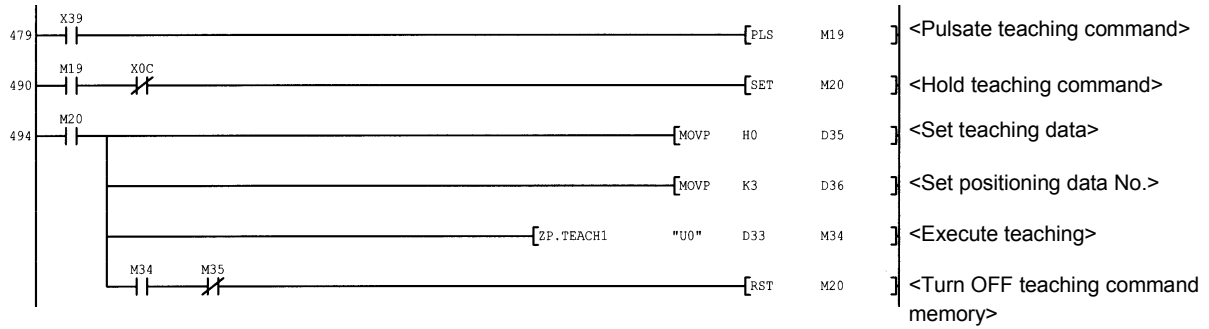 X39
479 [PLS M19] <Pulsate teaching command>
M19 X0C
490 [SET M20] <Hold teaching command>
M20
494 [MOVP H0 D35] <Set teaching data>
[MOVP K3 D36] <Set positioning data No.>
[ZP.TEACH1 "U0" D33 M34] <Execute teaching>
M34 M35
[RST M20] <Turn OFF teaching command
memory>